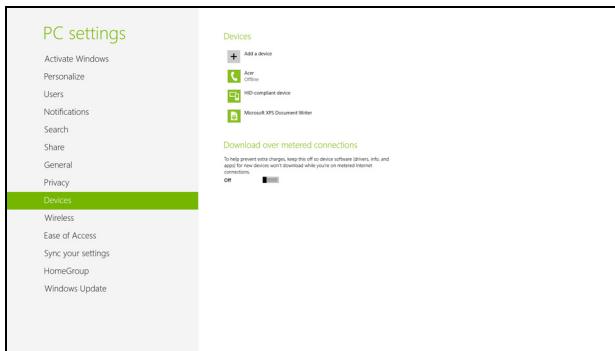 PC settings
Activate Windows
Personalize
Users
Notifications
Search
Share
General
Privacy
Devices
Wireless
Ease of Access
Sync your settings
HomeGroup
Windows Update
Devices
Add a device
Acer
Offline
HID-compliant device
Microsoft XPS Document Writer
Download over metered connections
To help prevent extra charges, keep this off so device software (drivers, info, and
apps) for new devices won't download while you're on metered Internet
connections.
Off